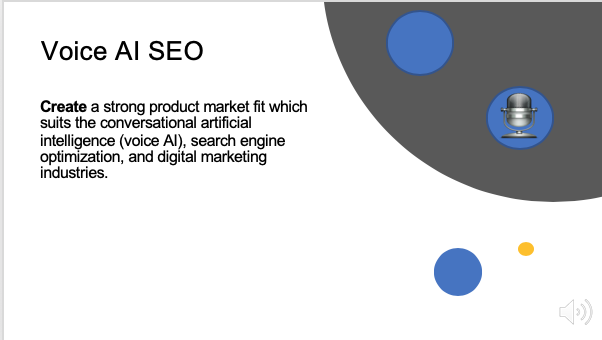 Voice AI SEO
Create a strong product market fit which
suits the conversational artificial
intelligence (voice AI), search engine
optimization, and digital marketing
industries.